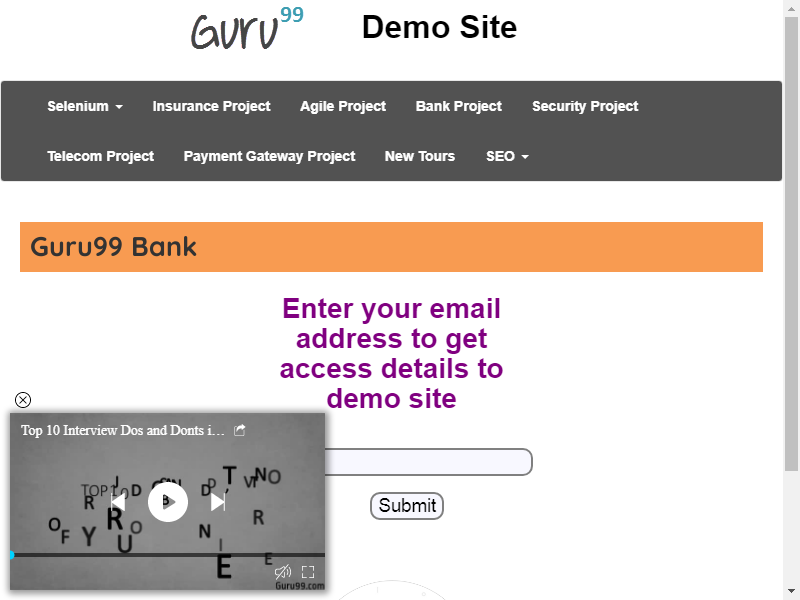 Guru99 Demo Site
Selenium Insurance Project Agile Project Bank Project Security Project
Telecom Project Payment Gateway Project New Tours SEO
Guru99 Bank
Enter your email
address to get
access details to
demo site
Top 10 Interview Dos and Donts i...
Submit
Guru99.com